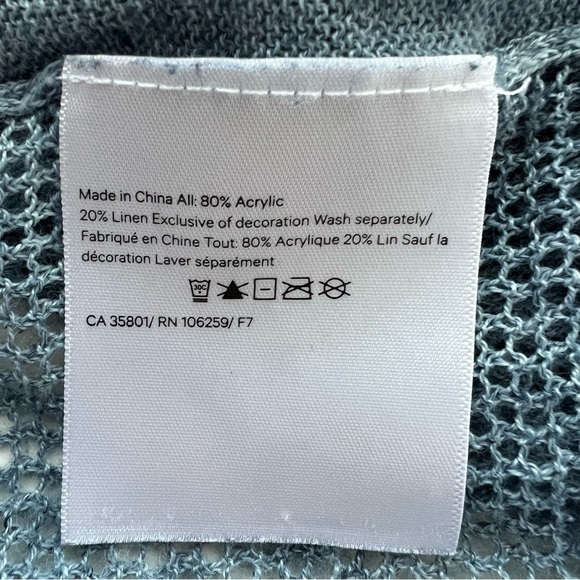 Made in China All: 80% Acrylic
20% Linen Exclusive of decoration Wash separately/
Fabriqué en Chine Tout: 80% Acrylique 20% Lin Sauf la
décoration Laver séparément
30C
CA 35801/ RN 106259/ F7